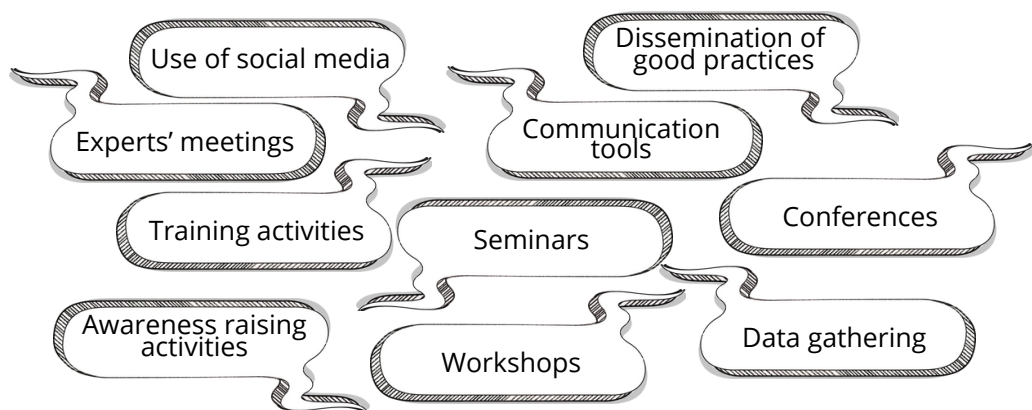 Use of social media
Dissemination of
good practices
Experts’ meetings
Communication
tools
Training activities
Seminars
Conferences
Awareness raising
activities
Workshops
Data gathering